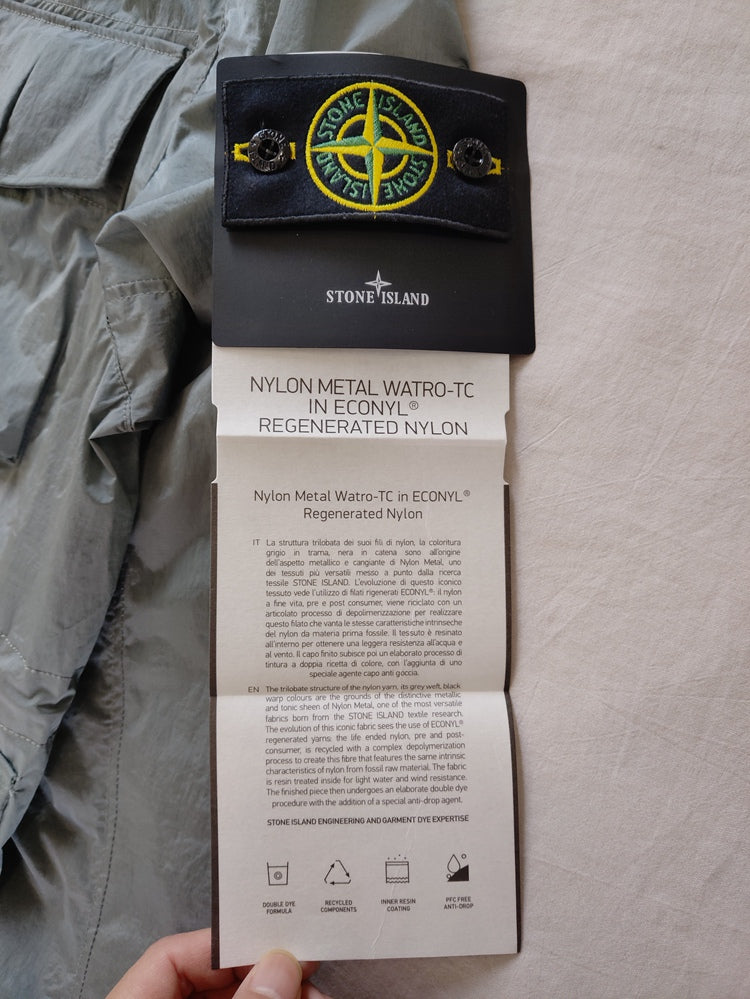 STONE ISLAND
STONE ISLAND
STONE ISLAND
NYLON METAL WATRO-TC
IN ECONYL®
REGENERATED NYLON
Nylon Metal Watro-TC in ECONYL®
Regenerated Nylon
IT La struttura trilobata dei suoi fili di nylon, la coloritura
grigio in trama, nera in catena sono all'origine
dell'aspetto metallico e cangiante di Nylon Metal, uno
dei tessuti più versatili messo a punto dalla ricerca
tessile STONE ISLAND. L'evoluzione di questo iconico
tessuto vede l'utilizzo di filati rigenerati ECONYL®: il nylon
a fine vita, pre e post consumer, viene riciclato con un
articolato processo di depolimerizzazione per realizzare
questo filato che vanta le stesse caratteristiche intrinseche
del nylon da materia prima fossile. Il tessuto è resinato
all'interno per ottenere una leggera resistenza all'acqua e
al vento. Il capo finito subisce poi un elaborato processo di
tintura a doppia ricetta di colore, con l'aggiunta di uno
speciale agente capo anti goccia.
EN The trilobate structure of the nylon yarn, its grey weft, black
warp colours are the grounds of the distinctive metallic
and tonic sheen of Nylon Metal, one of the most versatile
fabrics born from the STONE ISLAND textile research.
The evolution of this iconic fabric sees the use of ECONYL®
regenerated yarns: the life ended nylon, pre and post-
consumer, is recycled with a complex depolymerization
process to create this fibre that features the same intrinsic
characteristics of nylon from fossil raw material. The fabric
is resin treated inside for light water and wind resistance.
The finished piece then undergoes an elaborate double dye
procedure with the addition of a special anti-drop agent.
STONE ISLAND ENGINEERING AND GARMENT DYE EXPERTISE
DOUBLE DYE
FORMULA
RECYCLED
COMPONENTS
INNER RESIN
COATING
PFC FREE
ANTI-DROP